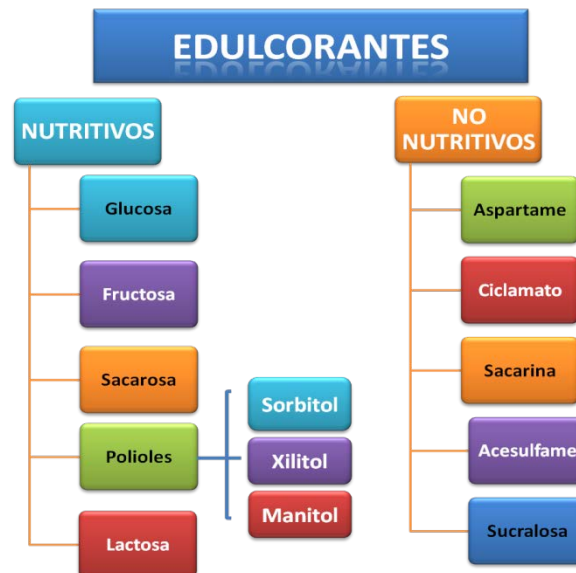 EDULCORANTES
NUTRITIVOS
Glucosa
Fructosa
Sacarosa
Polioles
Sorbitol
Xilitol
Manitol
Lactosa
NO
NUTRITIVOS
Aspartame
Ciclamato
Sacarina
Acesulfame
Sucralosa